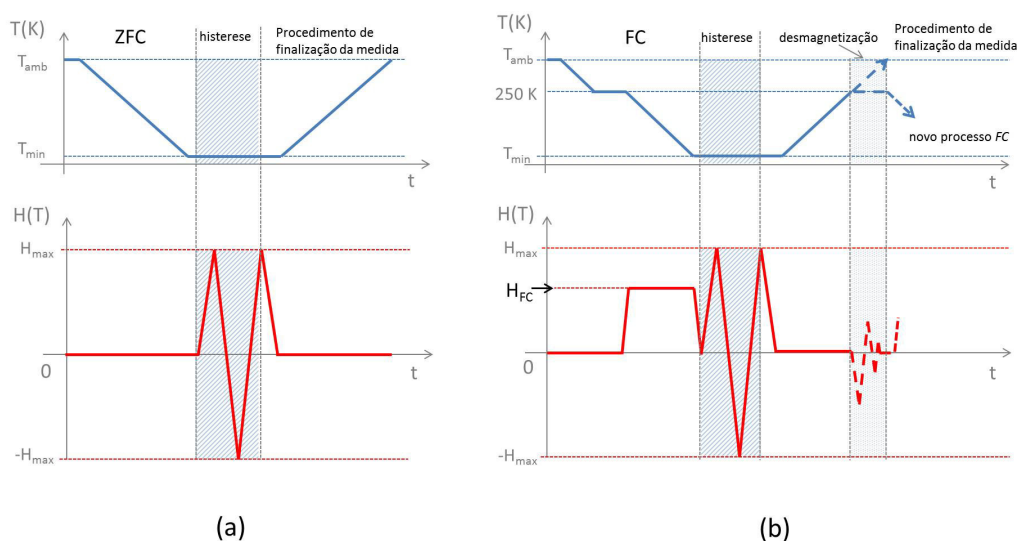 T(K)
ZFC
histerese
Procedimento de
finalização da medida
T_amb
T_min
t
H(T)
H_max
0
t
-H_max
(a)
T(K)
FC
histerese
desmagnetização
Procedimento de
finalização da medida
T_amb
250 K
novo processo FC
T_min
t
H(T)
H_max
H_FC
0
t
-H_max
(b)